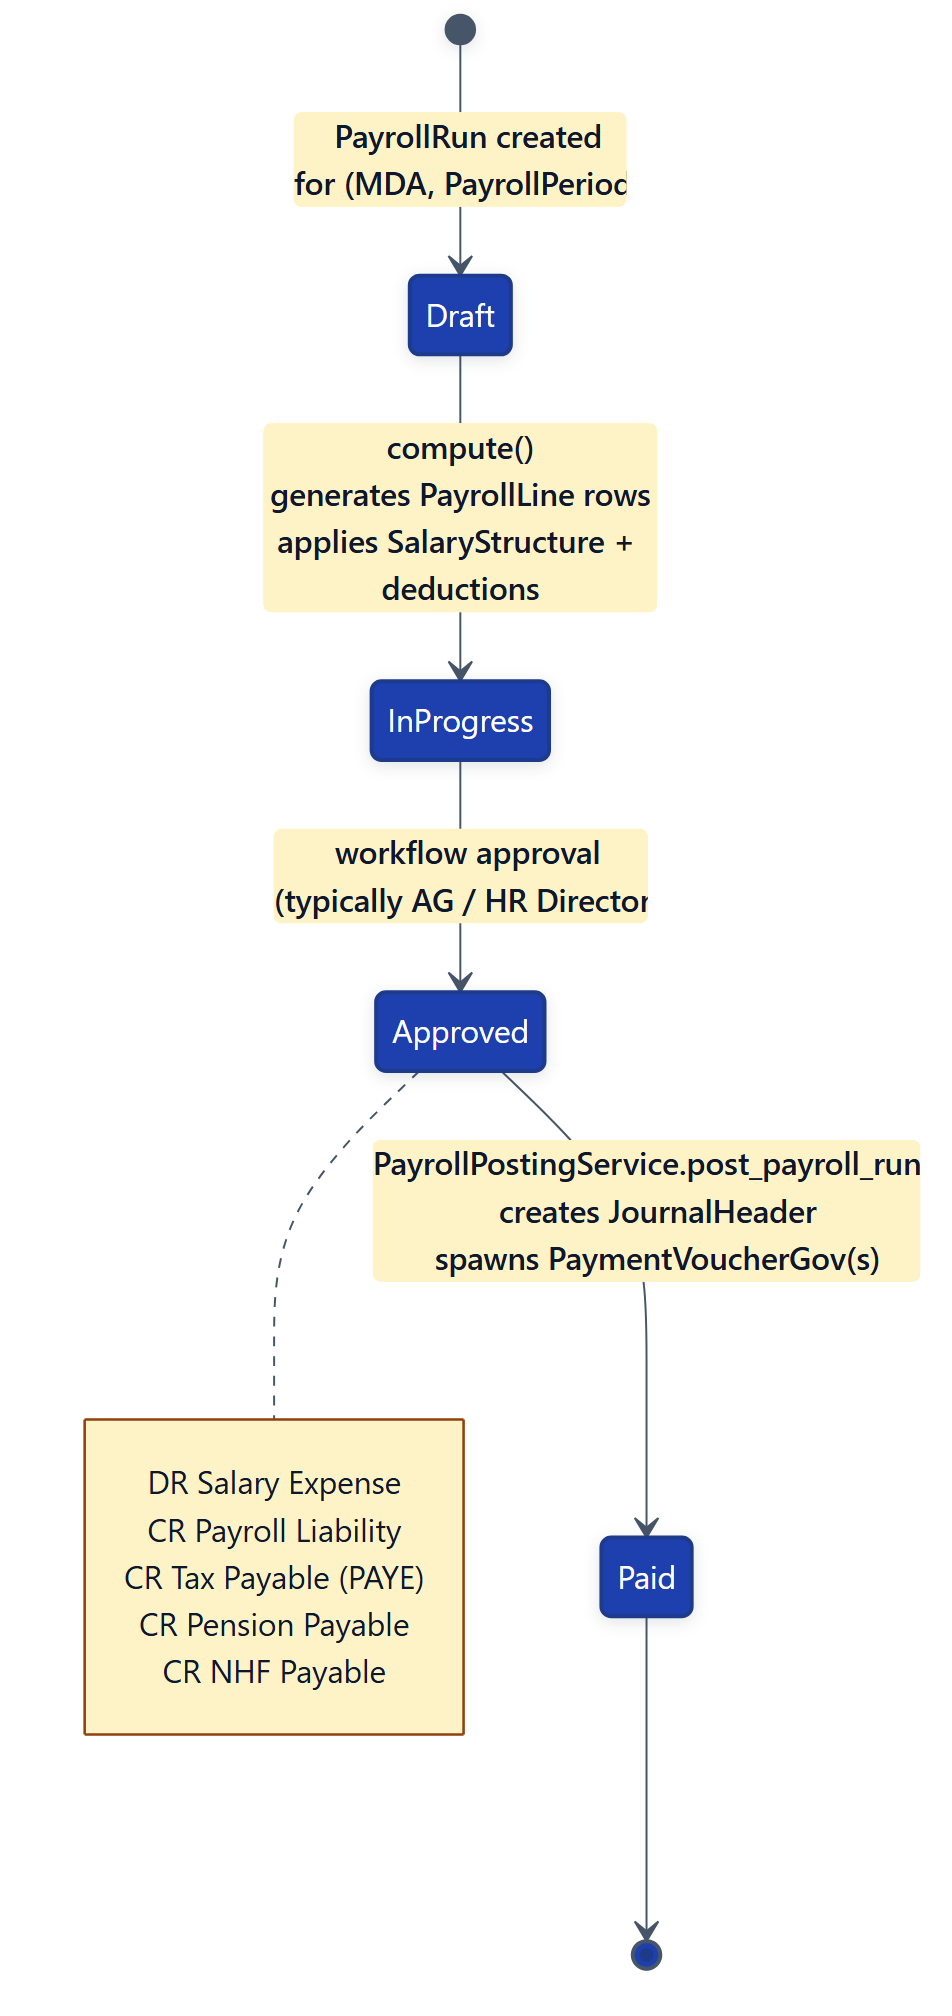 PayrollRun created
for (MDA, PayrollPeriod
Draft
compute()
generates PayrollLine rows
applies SalaryStructure +
deductions
InProgress
workflow approval
(typically AG / HR Director
Approved
PayrollPostingService.post_payroll_run
creates JournalHeader
spawns PaymentVoucherGov(s)
DR Salary Expense
CR Payroll Liability
CR Tax Payable (PAYE)
CR Pension Payable
CR NHF Payable
Paid